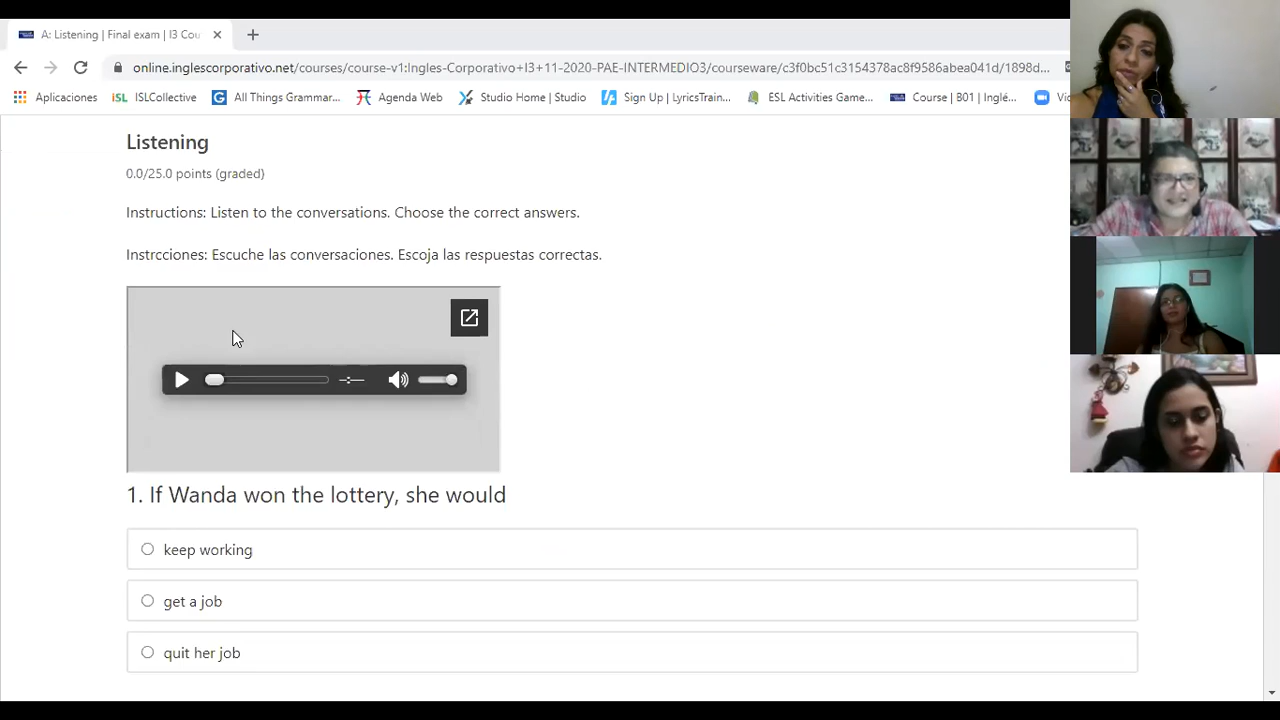 A: Listening | Final exam | I3 Cou
online.inglescorporativo.net/courses/course-v1:Ingles-Corporativo+I3+11-2020-PAE-INTERMEDIO3/courseware/c3f0bc51c3154378ac8f9586abea041d/1898d...
Aplicaciones iSL ISLCollective All Things Grammar... Agenda Web Studio Home | Studio Sign Up | LyricsTrain... ESL Activities Game... Course | B01 | Inglé...
Listening
0.0/25.0 points (graded)
Instructions: Listen to the conversations. Choose the correct answers.
Instrcciones: Escuche las conversaciones. Escoja las respuestas correctas.
1. If Wanda won the lottery, she would
keep working
get a job
quit her job